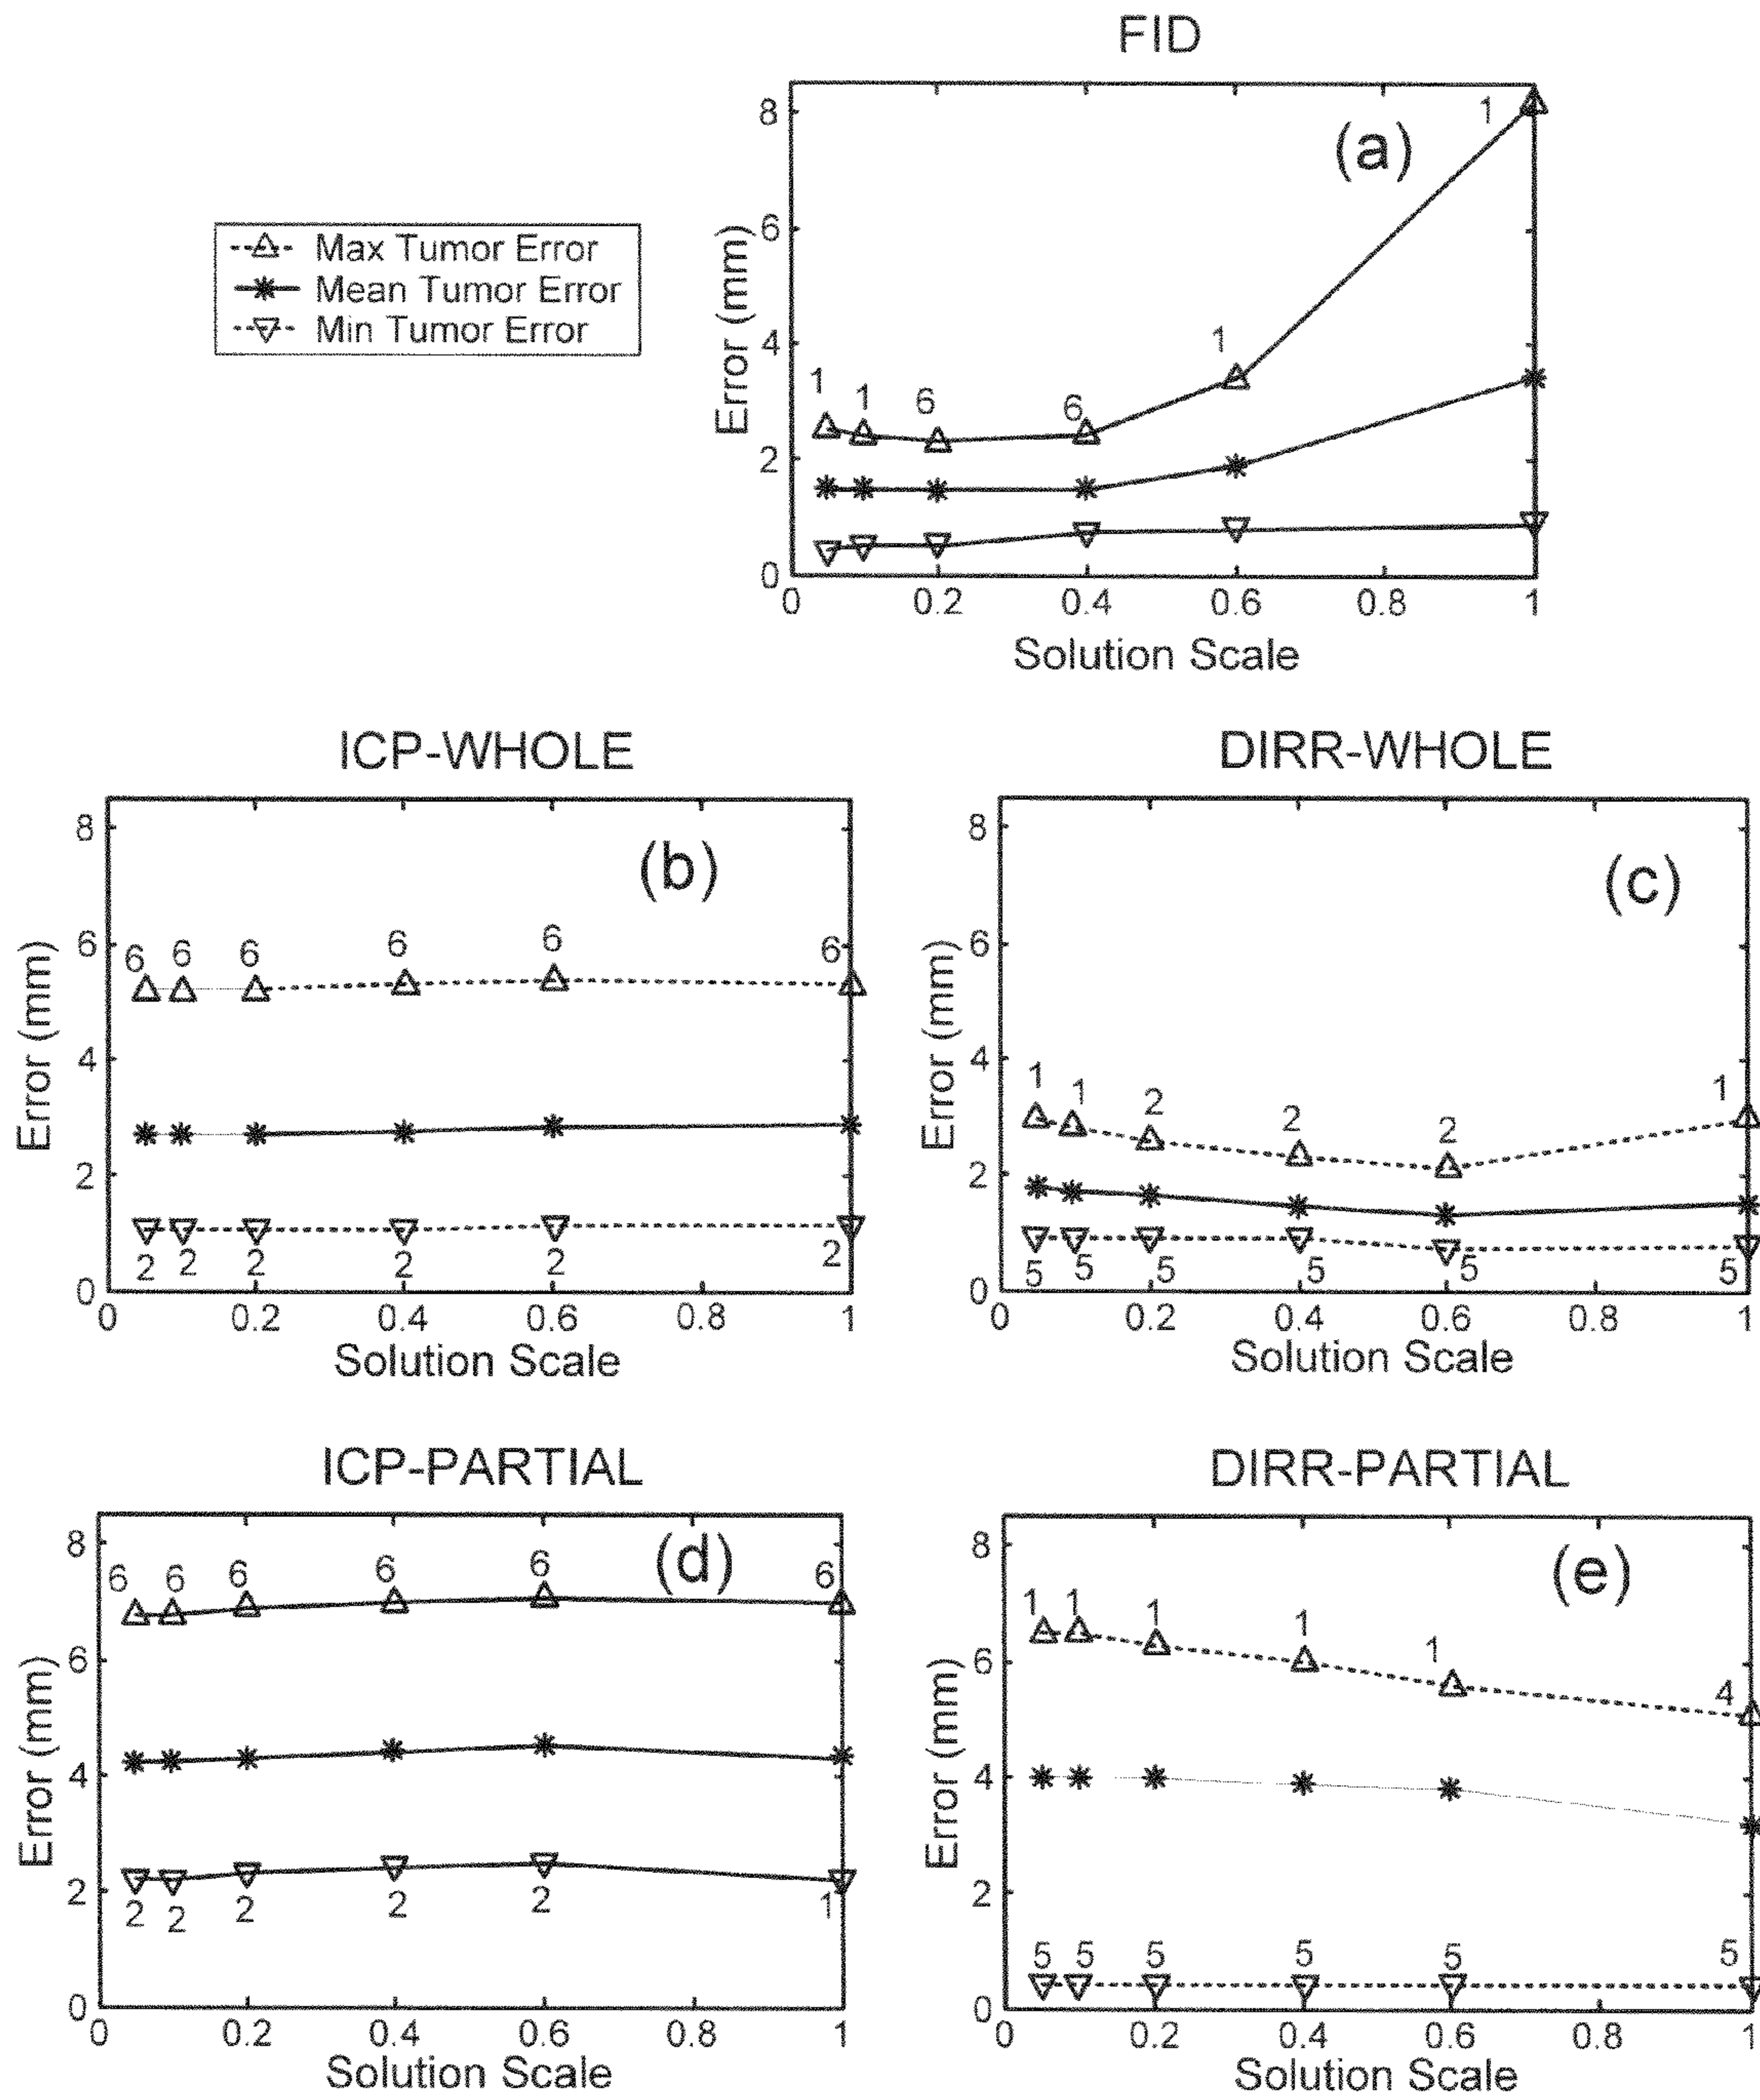 FID
Max Tumor Error
Mean Tumor Error
Min Tumor Error
(a)
Error (mm)
8
6
4
2
0
1 1 6 6 1 1
0 0.2 0.4 0.6 0.8 1
Solution Scale
ICP-WHOLE
(b)
Error (mm)
8
6
4
2
0
6 6 6 6 6 6
2 2 2 2 2 2
0 0.2 0.4 0.6 0.8 1
Solution Scale
DIRR-WHOLE
(c)
Error (mm)
8
6
4
2
0
1 1 2 2 2 1
5 5 5 5 5 5
0 0.2 0.4 0.6 0.8 1
Solution Scale
ICP-PARTIAL
(d)
Error (mm)
8
6
4
2
0
6 6 6 6 6 6
2 2 2 2 2 1
0 0.2 0.4 0.6 0.8 1
Solution Scale
DIRR-PARTIAL
(e)
Error (mm)
8
6
4
2
0
1 1 1 1 1 4
5 5 5 5 5 5
0 0.2 0.4 0.6 0.8 1
Solution Scale